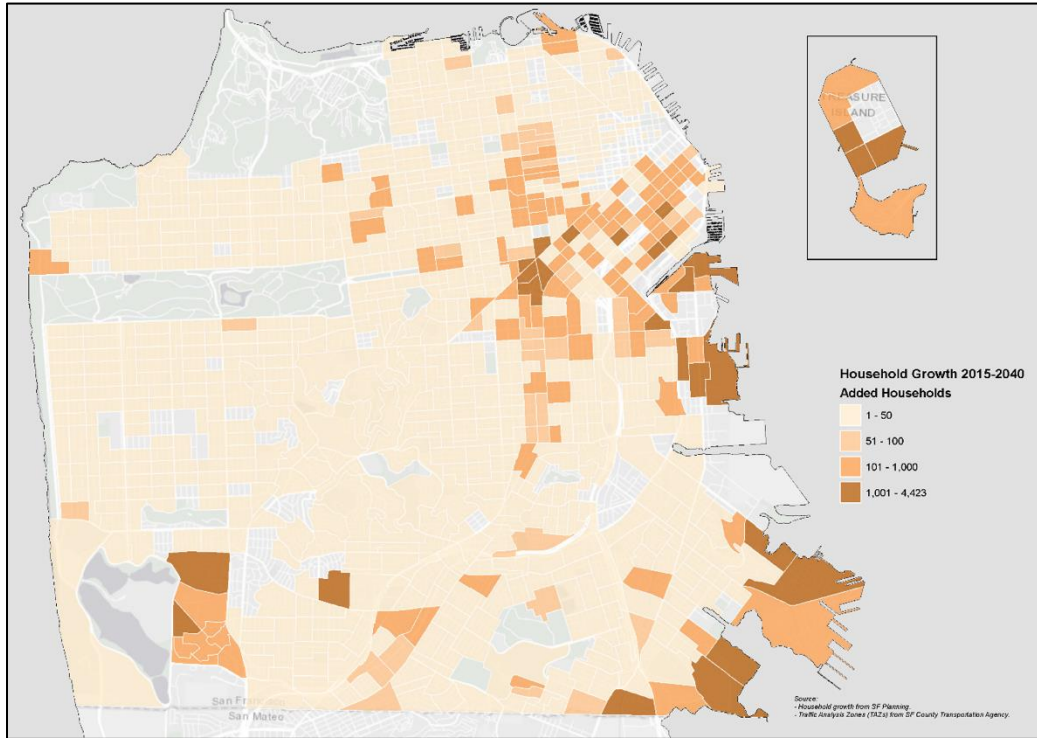 TREASURE
ISLAND
Household Growth 2015-2040
Added Households
1 - 50
51 - 100
101 - 1,000
1,001 - 4,423
San Francisco
San Mateo
Source:
- Household growth from SF Planning.
- Traffic Analysis Zones (TAZs) from SF County Transportation Agency.